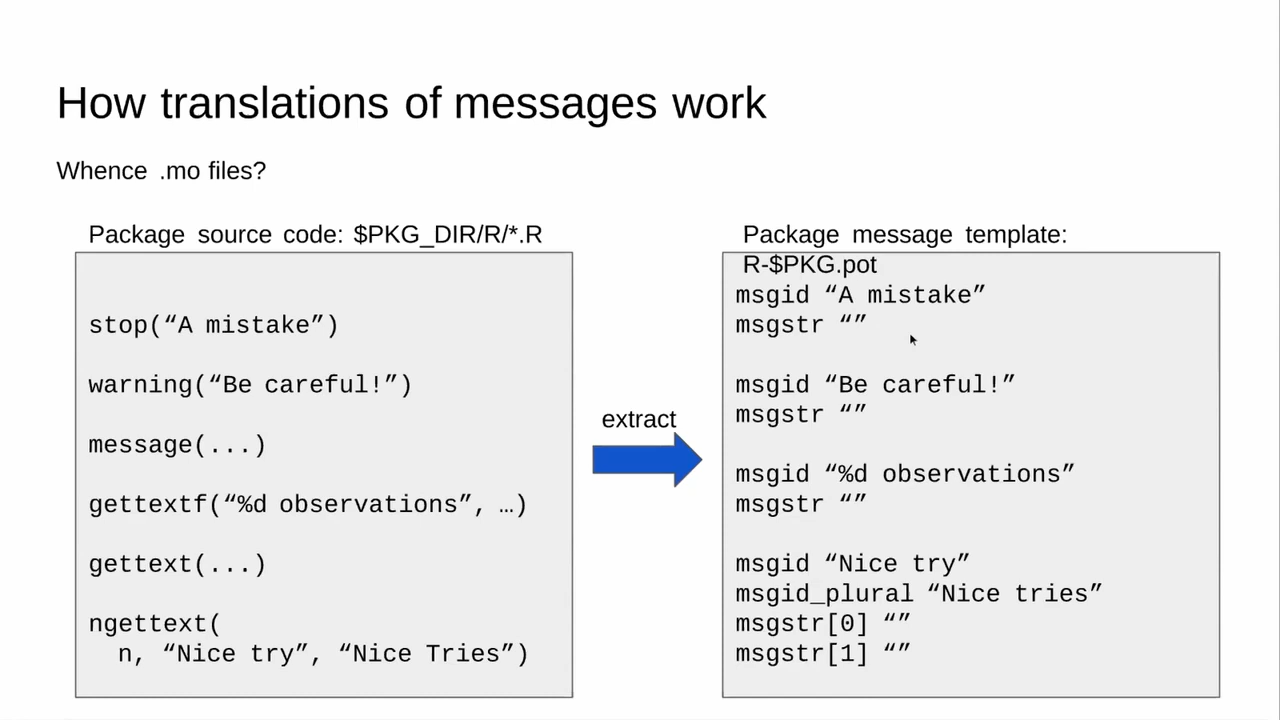 How translations of messages work
Whence .mo files?
Package source code: $PKG_DIR/R/*.R
stop(“A mistake”)
warning(“Be careful!”)
message(...)
gettextf(“%d observations”, …)
gettext(...)
ngettext(
n, “Nice try”, “Nice Tries”)
extract
Package message template:
R-$PKG.pot
msgid “A mistake”
msgstr “”
msgid “Be careful!”
msgstr “”
msgid “%d observations”
msgstr “”
msgid “Nice try”
msgid_plural “Nice tries”
msgstr[0] “”
msgstr[1] “”